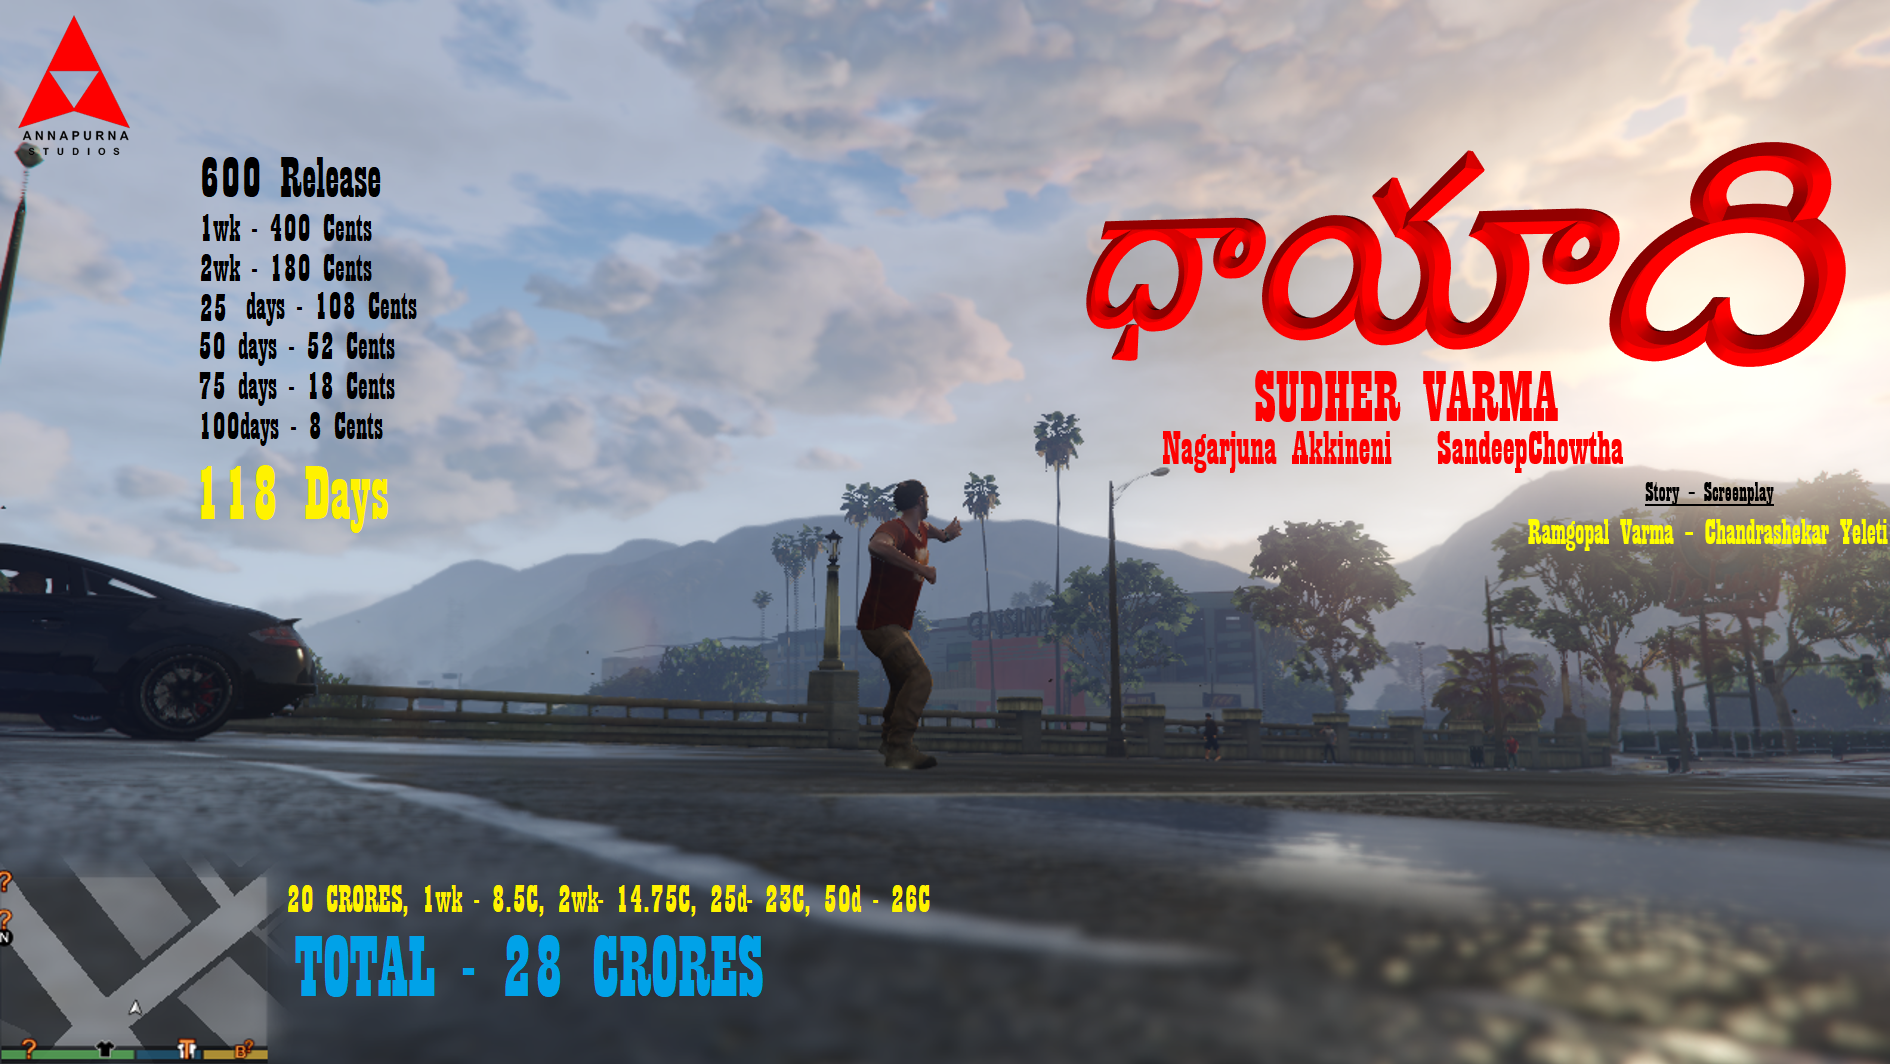 ANNAPURNA
STUDIOS
600 Release
1wk - 400 Cents
2wk - 180 Cents
25 days - 108 Cents
50 days - 52 Cents
75 days - 18 Cents
100days - 8 Cents
118 Days
ధాయాది
SUDHER VARMA
Nagarjuna Akkineni SandeepChowtha
Story - Screenplay
Ramgopal Varma - Chandrashekar Yeleti
20 CRORES, 1wk - 8.5C, 2wk- 14.75C, 25d- 23C, 50d - 26C
TOTAL - 28 CRORES
N
? ?
? B?